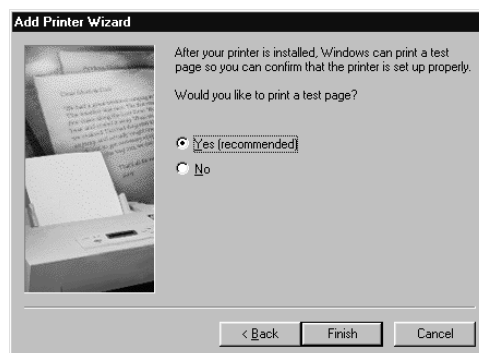 Add Printer Wizard
After your printer is installed, Windows can print a test
page so you can confirm that the printer is set up properly.
Would you like to print a test page?
Yes (recommended)
No
< Back
Finish
Cancel